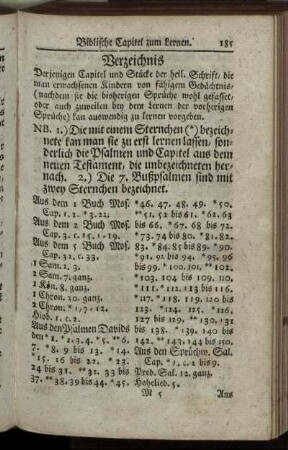 Biblische Capitel zum Lernen. 185
Verzeichnis
Derjenigen Capitel und Stücke der heil. Schrift, die
man erwachsenen Kindern von fähigem Gedächtnis,
(nachdem sie die bisherigen Sprüche wohl gefasset,
oder auch zuweilen bey dem Lernen der vorherigen
Sprüche) kan auswendig zu lernen vorgeben.
NB. 1.) Die mit einem Sternchen (*) bezeich-
nete kan man sie zu erst lernen lassen, son-
derlich die Psalmen und Capitel aus dem
neuen Testament, die unbezeichneten her-
nach. 2.) Die 7. Bußpsalmen sind mit
zwey Sternchen bezeichnet.
Aus dem 1 Buch Mos.
Cap. 1. 2. * 3. 22.
Aus dem 2 Buch Mos.
Cap. 3. c. 15, 1-19.
Aus dem 5 Buch Mos.
Cap. 32. c. 33.
1 Sam. 2, 3.
2 Sam. 7. ganz.
1 Kön. 8. ganz.
1 Chron. 30. ganz.
2 Chron. * 1, 7-12.
Hiob. 1. c. 2.
Aus den Psalmen Davids
den 1. * 2. 3. 4. * 5. ** 6.
7. * 8. 9 bis 13. * 14.
* 15. 16 bis 22. * 23.
24 bis 31. ** 32. 33 bis
37. ** 38. 39 44. bis 45.
*46. 47. 48. 49. *50.
**51. 52 bis 61. *62. 63
bis 66. *67. 68 bis 72.
*73. 74 bis 80. *81. 82.
83. *84. 85 bis 89. *90.
*91. 92 bis 94. *95. 96
bis 99. *100. 101. **102.
*103. 104 bis 109. *110.
*111. *112. 113 bis 116.
*117. *118. 119. 120 bis
123. *124. 125. *126.
127 bis 129. **130. 131
bis 138. *139. 140 bis
142. **143. 144 bis 150.
Aus den Sprüchw. Sal.
Cap. *1. c. 2 bis 9.
Pred. Sal. 12. ganz.
Hohelied. 5.
M 5 Aus